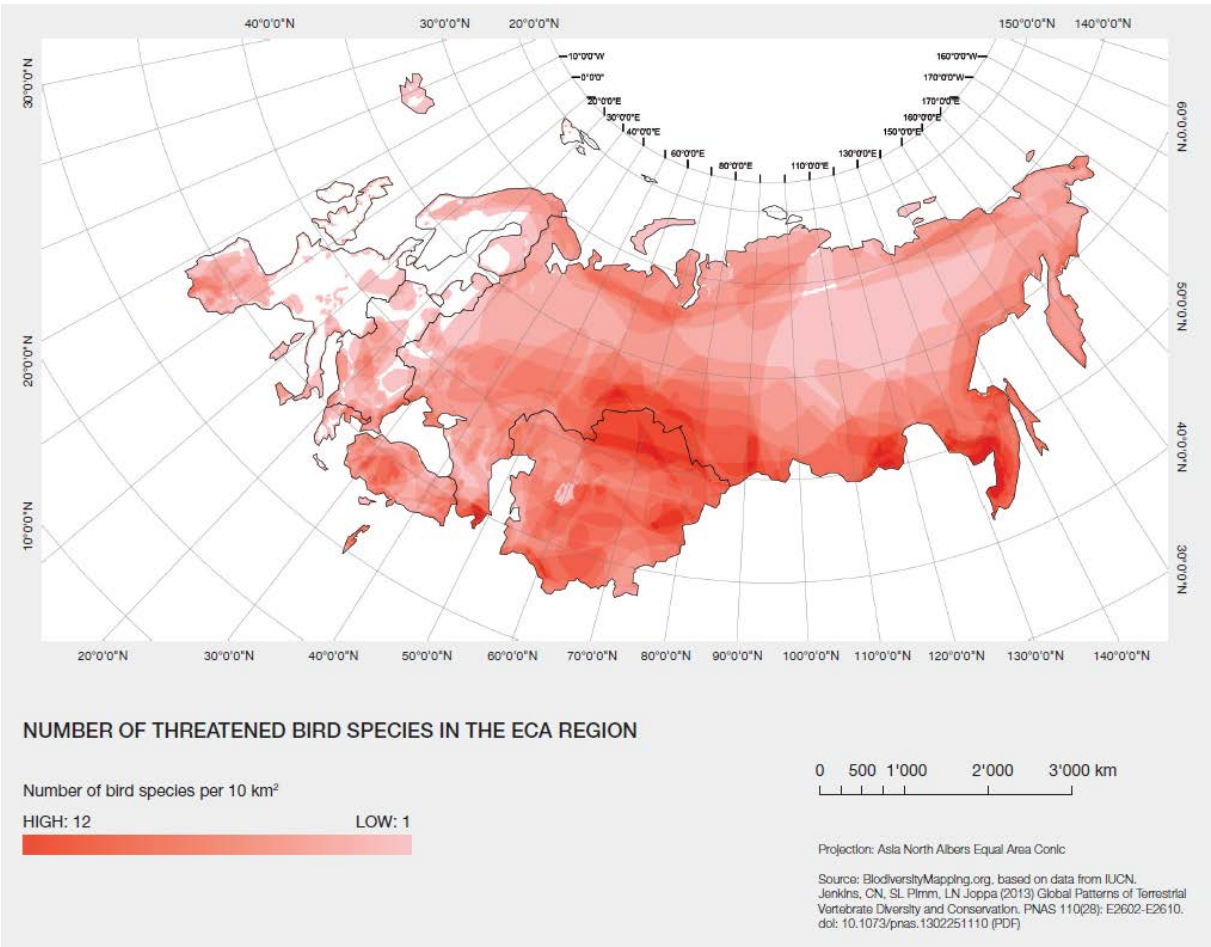 40°0'0"N 30°0'0"N 20°0'0"N 150°0'0"N 140°0'0"N
30°0'0"N
20°0'0"N
10°0'0"N
10°0'0"W
0°0'0"
20°0'0"E
30°0'0"E
40°0'0"E
60°0'0"E
80°0'0"E
110°0'0"E
130°0'0"E
150°0'0"E
160°0'0"E
170°0'0"E
170°0'0"W
160°0'0"W
60°0'0"N
50°0'0"N
40°0'0"N
30°0'0"N
20°0'0"N 30°0'0"N 40°0'0"N 50°0'0"N 60°0'0"N 70°0'0"N 80°0'0"N 90°0'0"N 100°0'0"N 110°0'0"N 120°0'0"N 130°0'0"N 140°0'0"N
NUMBER OF THREATENED BIRD SPECIES IN THE ECA REGION
Number of bird species per 10 km²
HIGH: 12 LOW: 1
0 500 1'000 2'000 3'000 km
Projection: Asia North Albers Equal Area Conic
Source: BiodiversityMapping.org, based on data from IUCN.
Jenkins, CN, SL Pimm, LN Joppa (2013) Global Patterns of Terrestrial
Vertebrate Diversity and Conservation. PNAS 110(28): E2602-E2610.
doi: 10.1073/pnas.1302251110 (PDF)